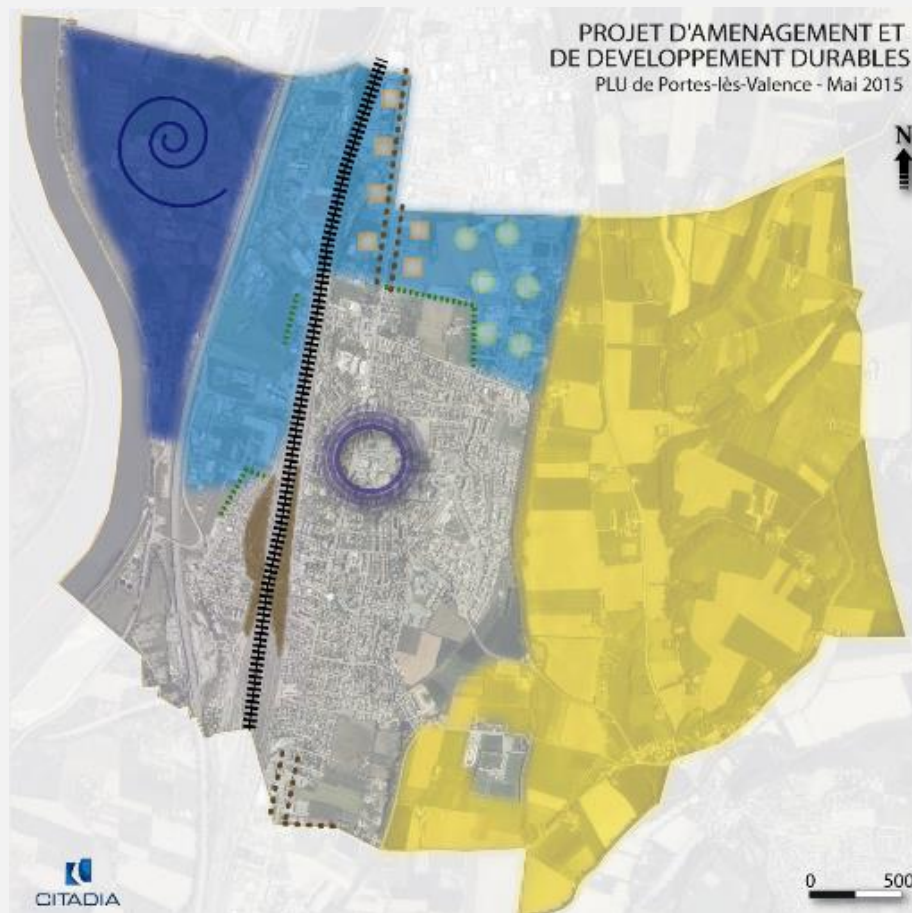 PROJET D'AMENAGEMENT ET
DE DEVELOPPEMENT DURABLES
PLU de Portes-lès-Valence - Mai 2015
N
CITADIA
0 500